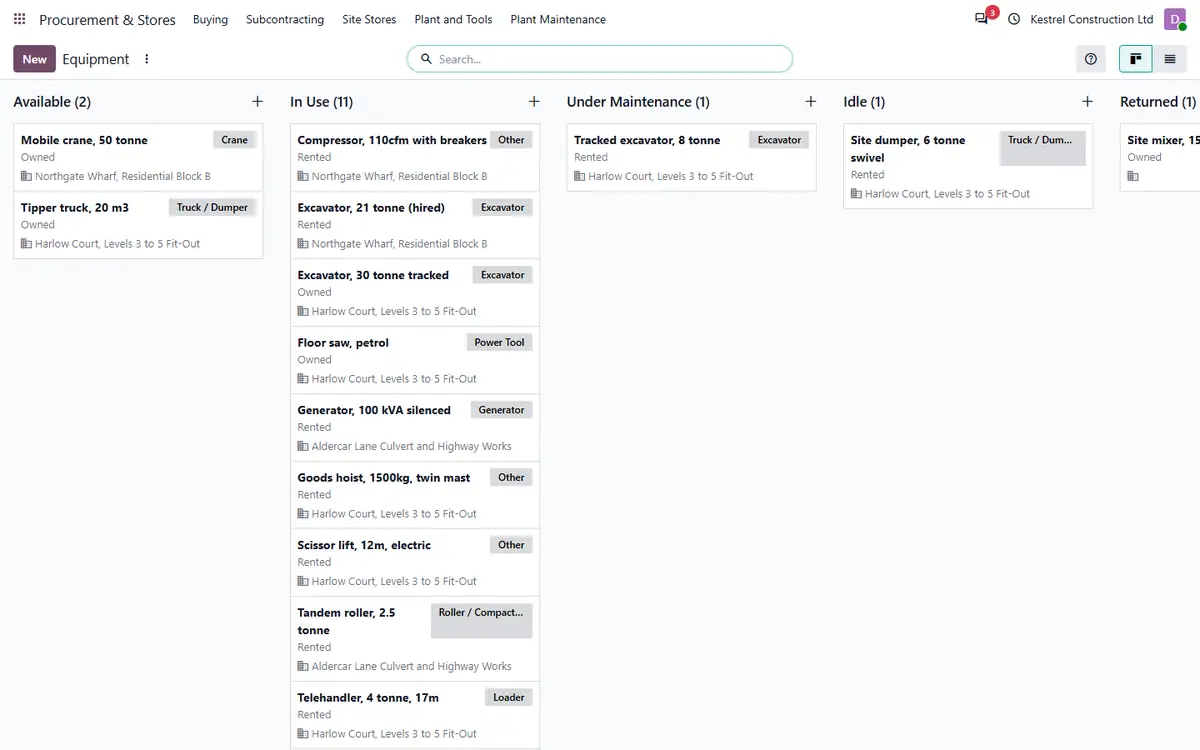 Procurement & Stores Buying Subcontracting Site Stores Plant and Tools Plant Maintenance 3 Kestrel Construction Ltd D
New Equipment Search...
Available (2)
Mobile crane, 50 tonne Crane
Owned
Northgate Wharf, Residential Block B
Tipper truck, 20 m3 Truck / Dumper
Owned
Harlow Court, Levels 3 to 5 Fit-Out
In Use (11)
Compressor, 110cfm with breakers Other
Rented
Northgate Wharf, Residential Block B
Excavator, 21 tonne (hired) Excavator
Rented
Northgate Wharf, Residential Block B
Excavator, 30 tonne tracked Excavator
Owned
Harlow Court, Levels 3 to 5 Fit-Out
Floor saw, petrol Power Tool
Owned
Harlow Court, Levels 3 to 5 Fit-Out
Generator, 100 kVA silenced Generator
Rented
Aldercar Lane Culvert and Highway Works
Goods hoist, 1500kg, twin mast Other
Rented
Harlow Court, Levels 3 to 5 Fit-Out
Scissor lift, 12m, electric Other
Rented
Harlow Court, Levels 3 to 5 Fit-Out
Tandem roller, 2.5 Roller / Compact...
tonne
Rented
Aldercar Lane Culvert and Highway Works
Telehandler, 4 tonne, 17m Loader
Rented
Harlow Court, Levels 3 to 5 Fit-Out
Under Maintenance (1)
Tracked excavator, 8 tonne Excavator
Rented
Harlow Court, Levels 3 to 5 Fit-Out
Idle (1)
Site dumper, 6 tonne Truck / Dum...
swivel
Rented
Harlow Court, Levels 3 to 5 Fit-Out
Returned (1)
Site mixer, 15
Owned